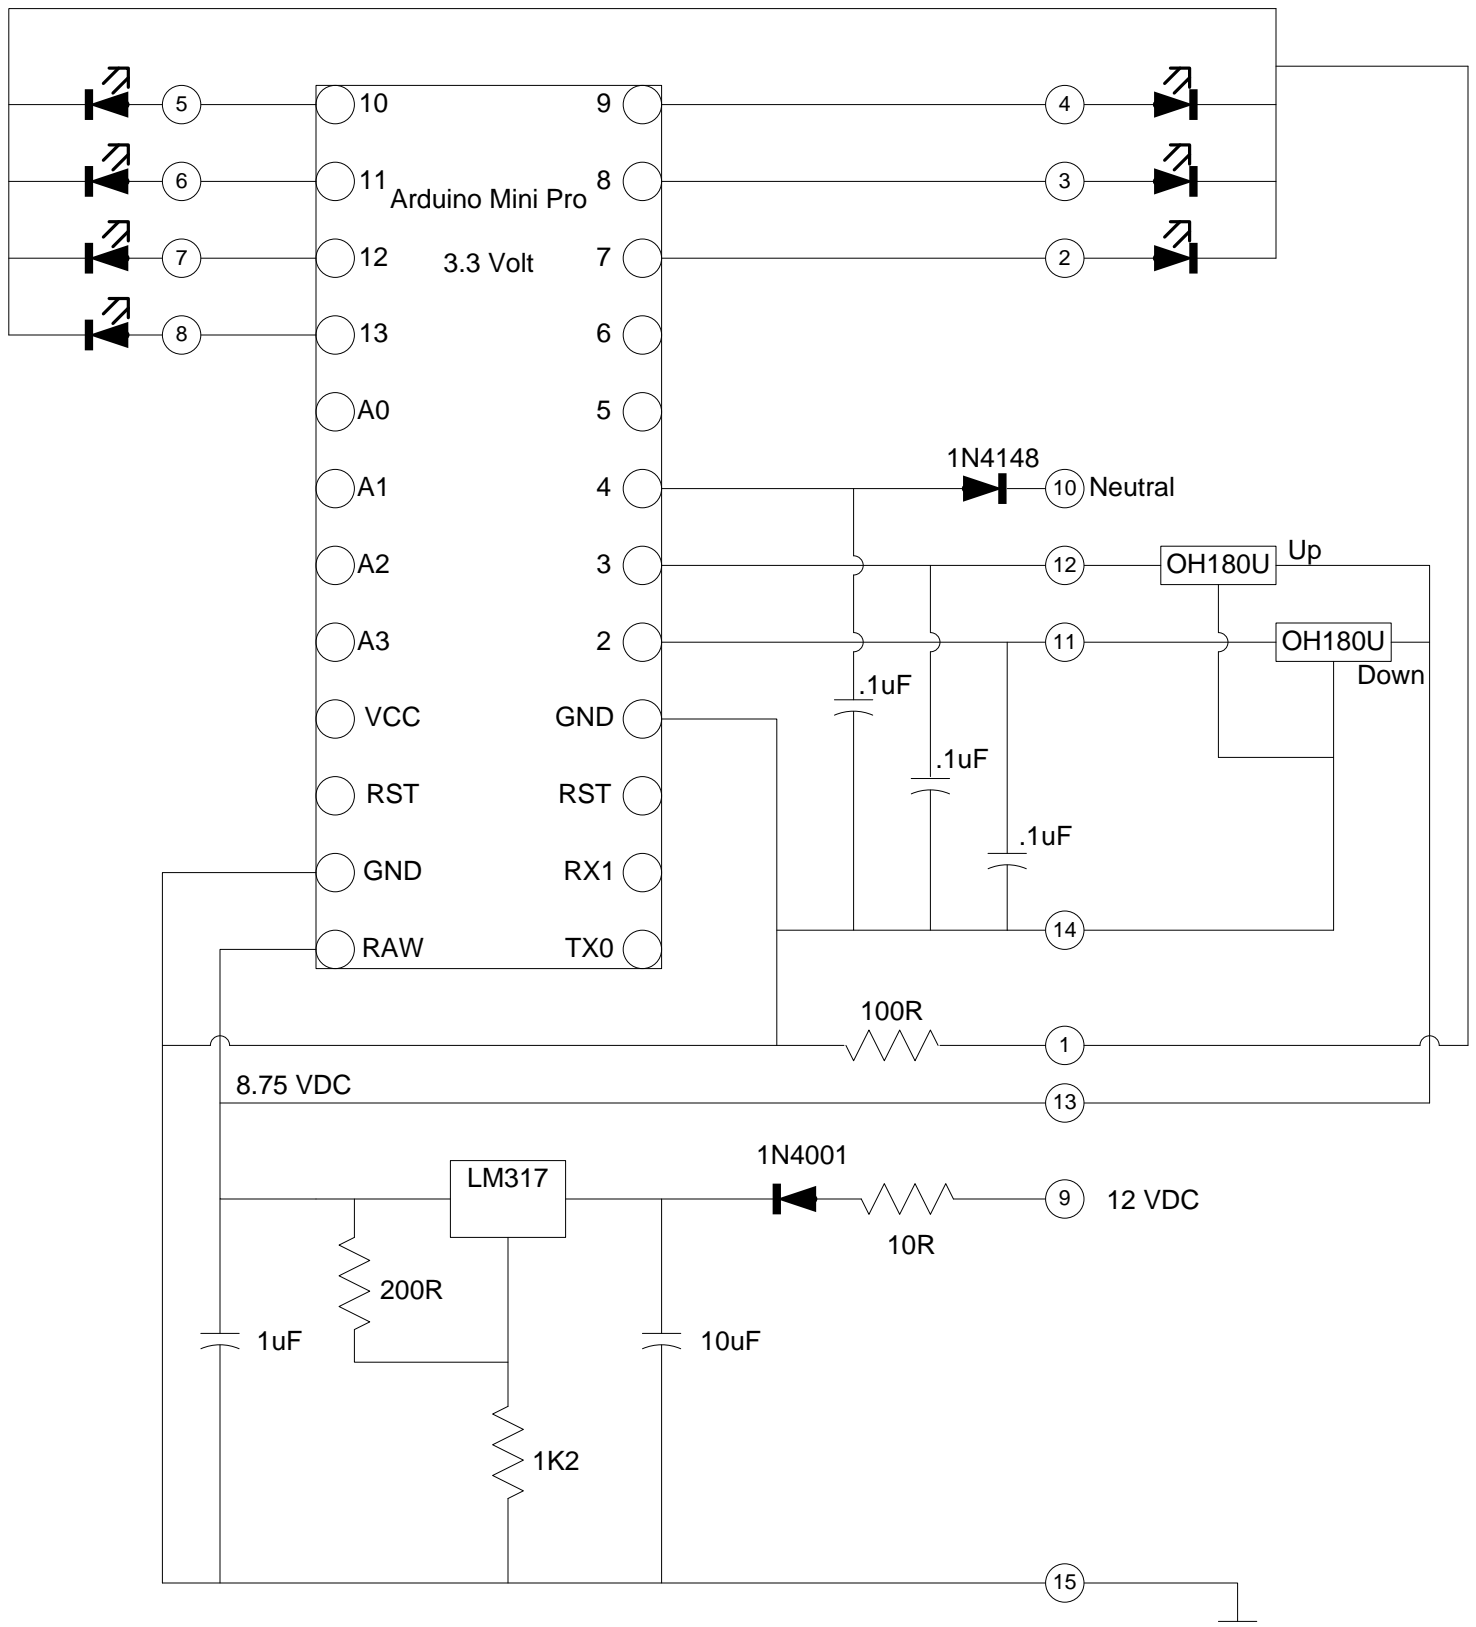 5
10
9
4
6
11
Arduino Mini Pro
8
3
7
12
3.3 Volt
7
2
8
13
6
A0
5
1N4148
A1
4
10
Neutral
A2
3
12
OH180U
Up
A3
2
11
OH180U
Down
.1uF
VCC
GND
.1uF
RST
RST
.1uF
GND
RX1
14
RAW
TX0
100R
1
8.75 VDC
13
1N4001
LM317
9
12 VDC
10R
200R
1uF
10uF
1K2
15